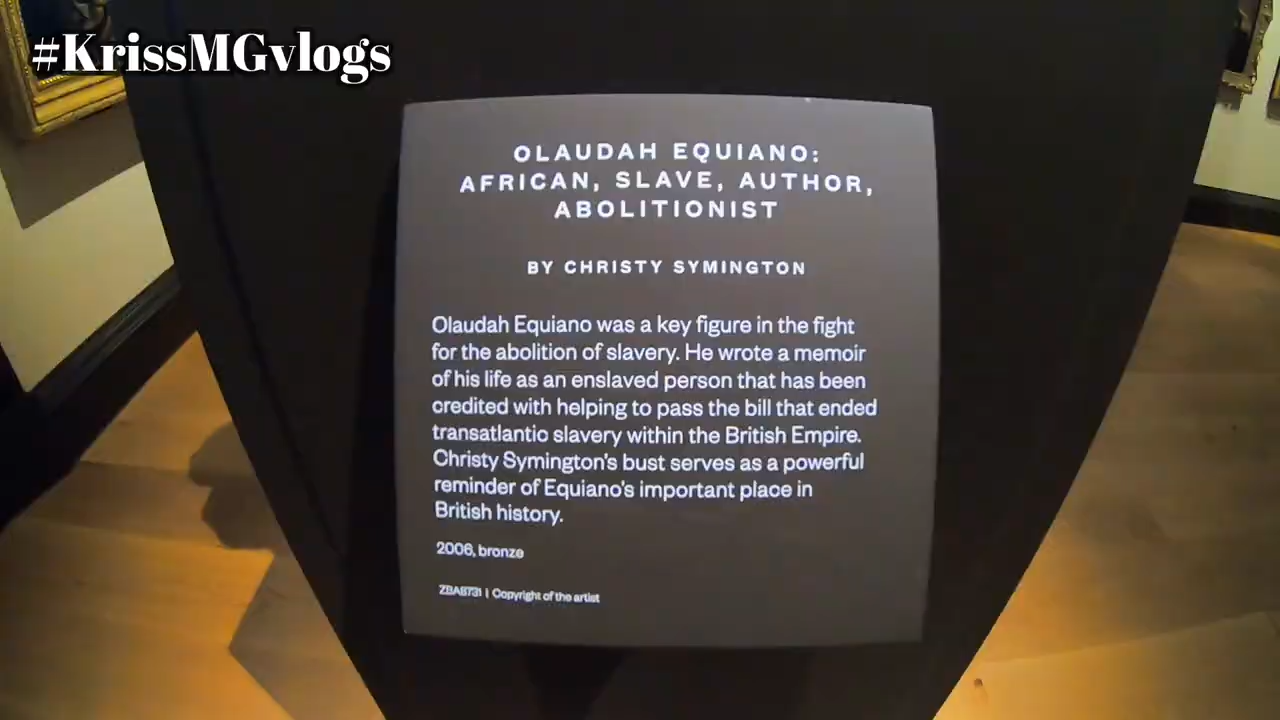 #KrissMGvlogs
OLAUDAH EQUIANO:
AFRICAN, SLAVE, AUTHOR,
ABOLITIONIST
BY CHRISTY SYMINGTON
Olaudah Equiano was a key figure in the fight
for the abolition of slavery. He wrote a memoir
of his life as an enslaved person that has been
credited with helping to pass the bill that ended
transatlantic slavery within the British Empire.
Christy Symington's bust serves as a powerful
reminder of Equiano's important place in
British history.
2006, bronze
| Copyright of the artist